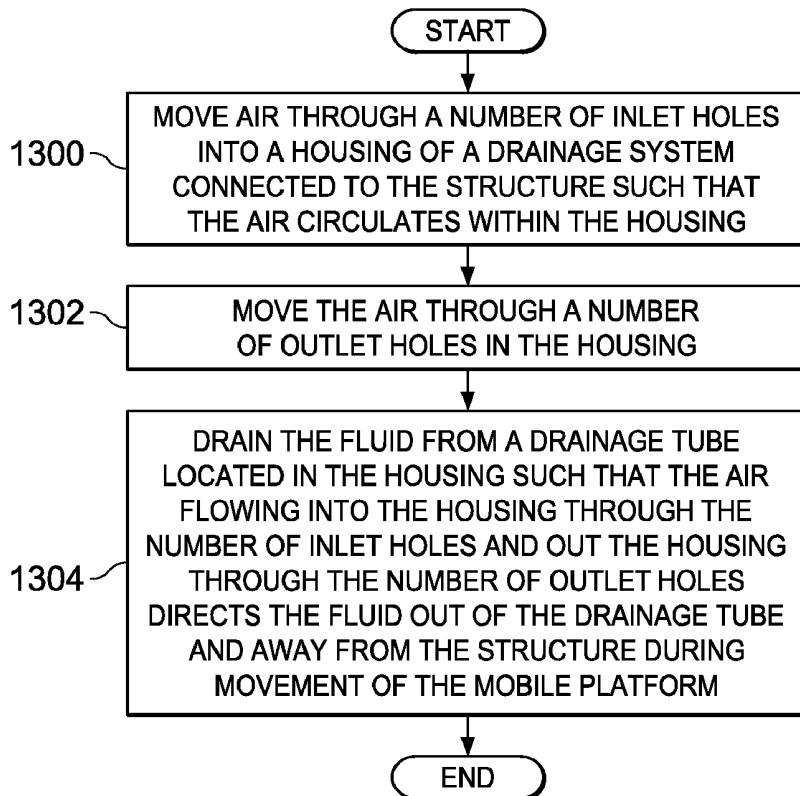 START
1300
MOVE AIR THROUGH A NUMBER OF INLET HOLES
INTO A HOUSING OF A DRAINAGE SYSTEM
CONNECTED TO THE STRUCTURE SUCH THAT
THE AIR CIRCULATES WITHIN THE HOUSING
1302
MOVE THE AIR THROUGH A NUMBER
OF OUTLET HOLES IN THE HOUSING
1304
DRAIN THE FLUID FROM A DRAINAGE TUBE
LOCATED IN THE HOUSING SUCH THAT THE AIR
FLOWING INTO THE HOUSING THROUGH THE
NUMBER OF INLET HOLES AND OUT THE HOUSING
THROUGH THE NUMBER OF OUTLET HOLES
DIRECTS THE FLUID OUT OF THE DRAINAGE TUBE
AND AWAY FROM THE STRUCTURE DURING
MOVEMENT OF THE MOBILE PLATFORM
END